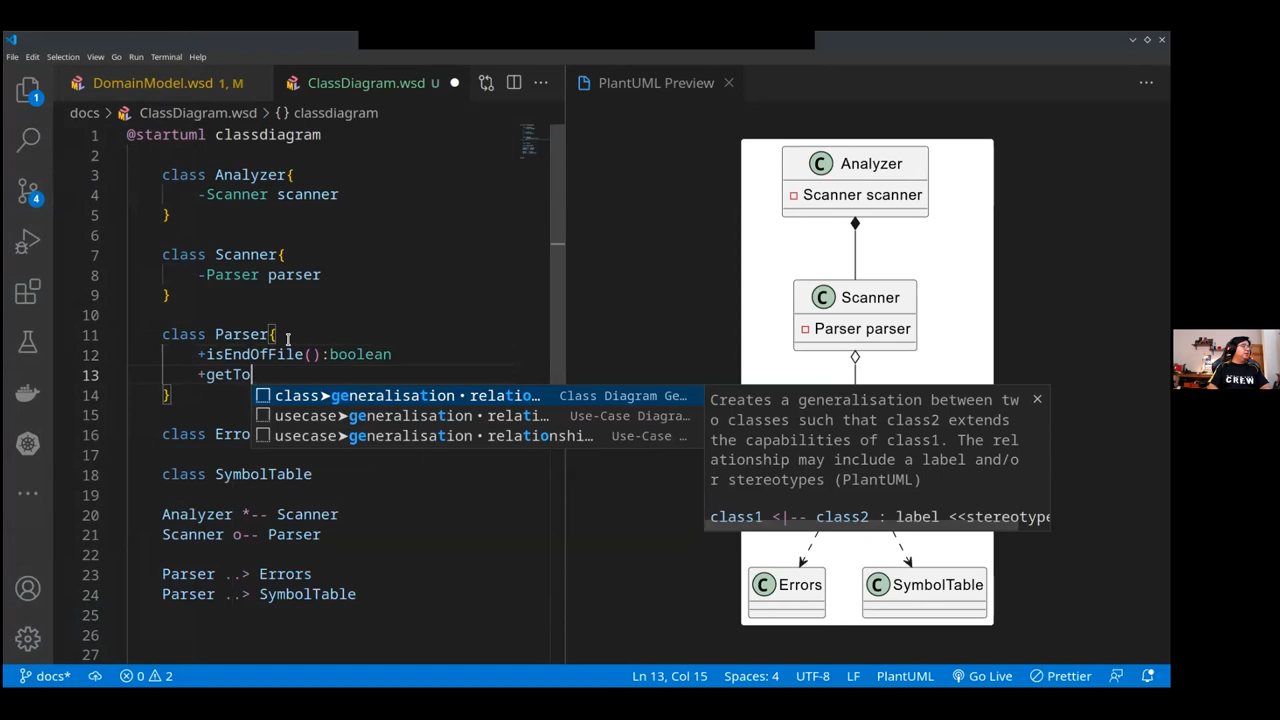 File Edit Selection View Go Run Terminal Help
DomainModel.wsd 1, M
ClassDiagram.wsd U
PlantUML Preview
docs > ClassDiagram.wsd > {} classdiagram
1 @startuml classdiagram
2
3 class Analyzer{
4 -Scanner scanner
5 }
6
7 class Scanner{
8 -Parser parser
9 }
10
11 class Parser{
12 +isEndOfFile():boolean
13 +getTo
14 }
15
16 class Erro
17
18 class SymbolTable
19
20 Analyzer *-- Scanner
21 Scanner o-- Parser
22
23 Parser ..> Errors
24 Parser ..> SymbolTable
25
26
27
class➤generalisation·relatio… Class Diagram Ge…
usecase➤generalisation·relati… Use-Case Diagra…
usecase➤generalisation·relationshi… Use-Case …
Creates a generalisation between tw
o classes such that class2 extends
the capabilities of class1. The rel
ationship may include a label and/o
r stereotypes (PlantUML)
class1 <|-- class2 : label <<stereotype
C Analyzer
Scanner scanner
C Scanner
Parser parser
C Errors
C SymbolTable
1
4
docs* 0 2
Ln 13, Col 15 Spaces: 4 UTF-8 LF PlantUML Go Live Prettier
CREW